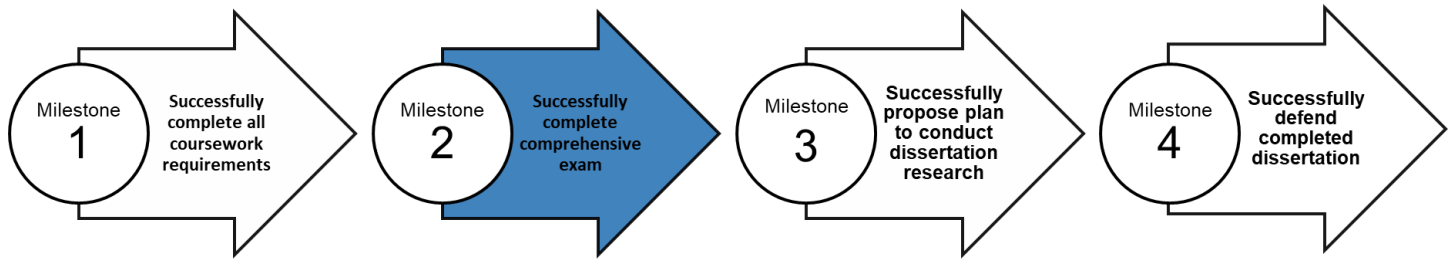 Milestone
1
Successfully
complete all
coursework
requirements
Milestone
2
Successfully
complete
comprehensive
exam
Milestone
3
Successfully
propose plan
to conduct
dissertation
research
Milestone
4
Successfully
defend
completed
dissertation